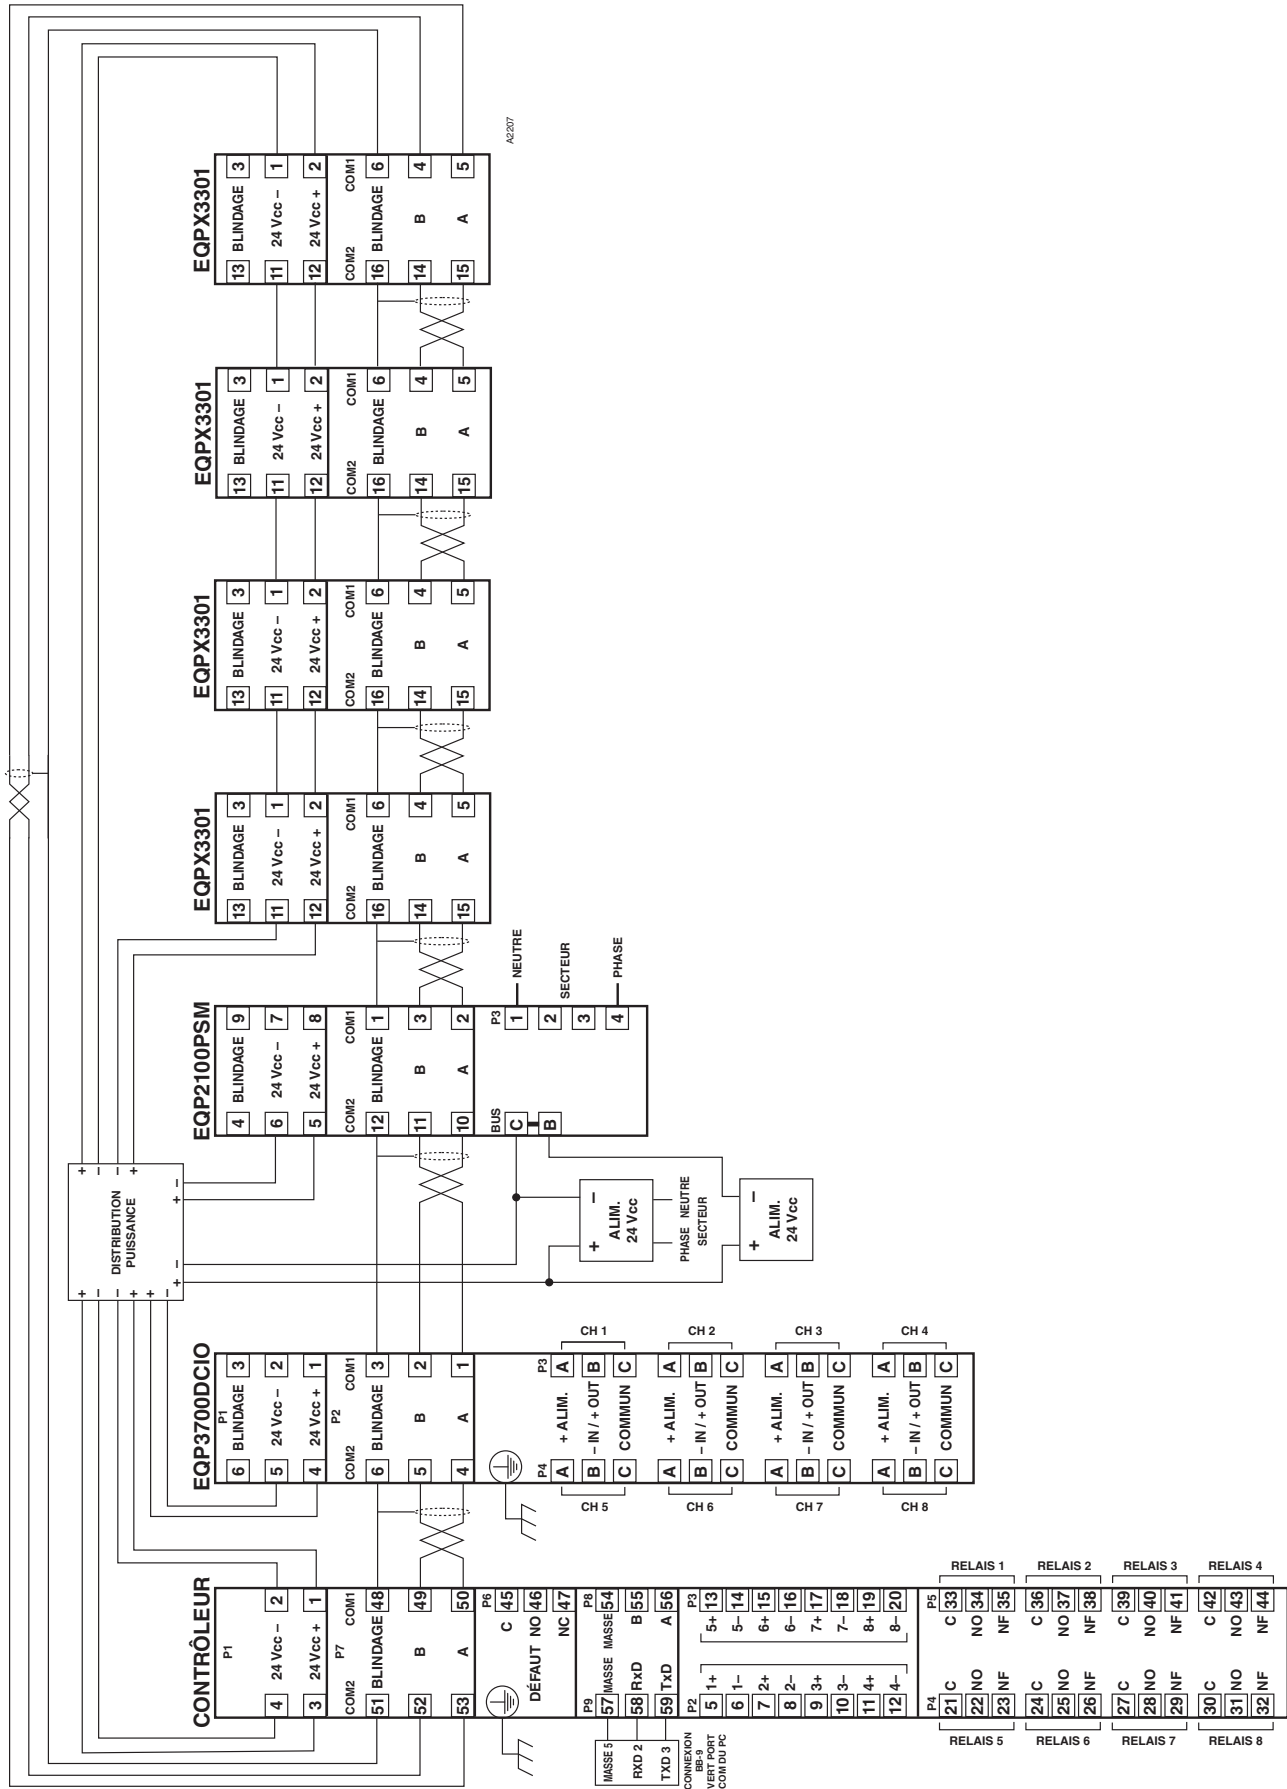 CONTRÔLEUR
P1
4 24 Vcc – 2
3 24 Vcc + 1
P7
COM2 COM1
51 BLINDAGE 48
52 B 49
53 A 50
P6
C 45
DÉFAUT NO 46
NC 47
P9 P8
57 MASSE MASSE 54
58 RxD B 55
59 TxD A 56
MASSE 5
RXD 2
TXD 3
CONNEXION
BB-9
VERT PORT
COM DU PC
P2 P3
5 1+ 5+ 13
6 1– 5– 14
7 2+ 6+ 15
8 2– 6– 16
9 3+ 7+ 17
10 3– 7– 18
11 4+ 8+ 19
12 4– 8– 20
P4 P5
21 C C 33
22 NO NO 34
23 NF NF 35
24 C C 36
25 NO NO 37
26 NF NF 38
27 C C 39
28 NO NO 40
29 NF NF 41
30 C C 42
31 NO NO 43
32 NF NF 44
RELAIS 5
RELAIS 6
RELAIS 7
RELAIS 8
RELAIS 1
RELAIS 2
RELAIS 3
RELAIS 4
EQP3700DCIO
P1
6 BLINDAGE 3
5 24 Vcc – 2
4 24 Vcc + 1
P2
COM2 COM1
6 BLINDAGE 3
5 B 2
4 A 1
P4 P3
A + ALIM. A
B – IN / + OUT B
C COMMUN C
A + ALIM. A
B – IN / + OUT B
C COMMUN C
A + ALIM. A
B – IN / + OUT B
C COMMUN C
A + ALIM. A
B – IN / + OUT B
C COMMUN C
CH 5
CH 6
CH 7
CH 8
CH 1
CH 2
CH 3
CH 4
DISTRIBUTION
PUISSANCE
+ – – + + –
+ –
+ –
+ – – +
+ –
ALIM.
24 Vcc
PHASE NEUTRE
SECTEUR
+ –
ALIM.
24 Vcc
EQP2100PSM
4 BLINDAGE 9
6 24 Vcc – 7
5 24 Vcc + 8
COM2 COM1
12 BLINDAGE 1
11 B 3
10 A 2
BUS P3
C 1
B 2
3
4
NEUTRE
SECTEUR
PHASE
EQPX3301
13 BLINDAGE 3
11 24 Vcc – 1
12 24 Vcc + 2
COM2 COM1
16 BLINDAGE 6
14 B 4
15 A 5
EQPX3301
13 BLINDAGE 3
11 24 Vcc – 1
12 24 Vcc + 2
COM2 COM1
16 BLINDAGE 6
14 B 4
15 A 5
EQPX3301
13 BLINDAGE 3
11 24 Vcc – 1
12 24 Vcc + 2
COM2 COM1
16 BLINDAGE 6
14 B 4
15 A 5
EQPX3301
13 BLINDAGE 3
11 24 Vcc – 1
12 24 Vcc + 2
COM2 COM1
16 BLINDAGE 6
14 B 4
15 A 5
A2207